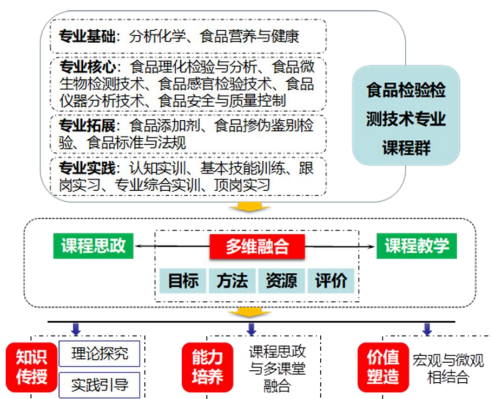 专业基础：分析化学、食品营养与健康
专业核心：食品理化检验与分析、食品微
生物检测技术、食品感官检验技术、食品
仪器分析技术、食品安全与质量控制
专业拓展：食品添加剂、食品掺伪鉴别检
验、食品标准与法规
专业实践：认知实训、基本技能训练、跟
岗实习、专业综合实训、顶岗实习
食品检验检
测技术专业
课程群
课程思政
多维融合
课程教学
目标
方法
资源
评价
知识
传授
理论探究
实践引导
能力
培养
课程思政
与多课堂
融合
价值
塑造
宏观与微观
相结合